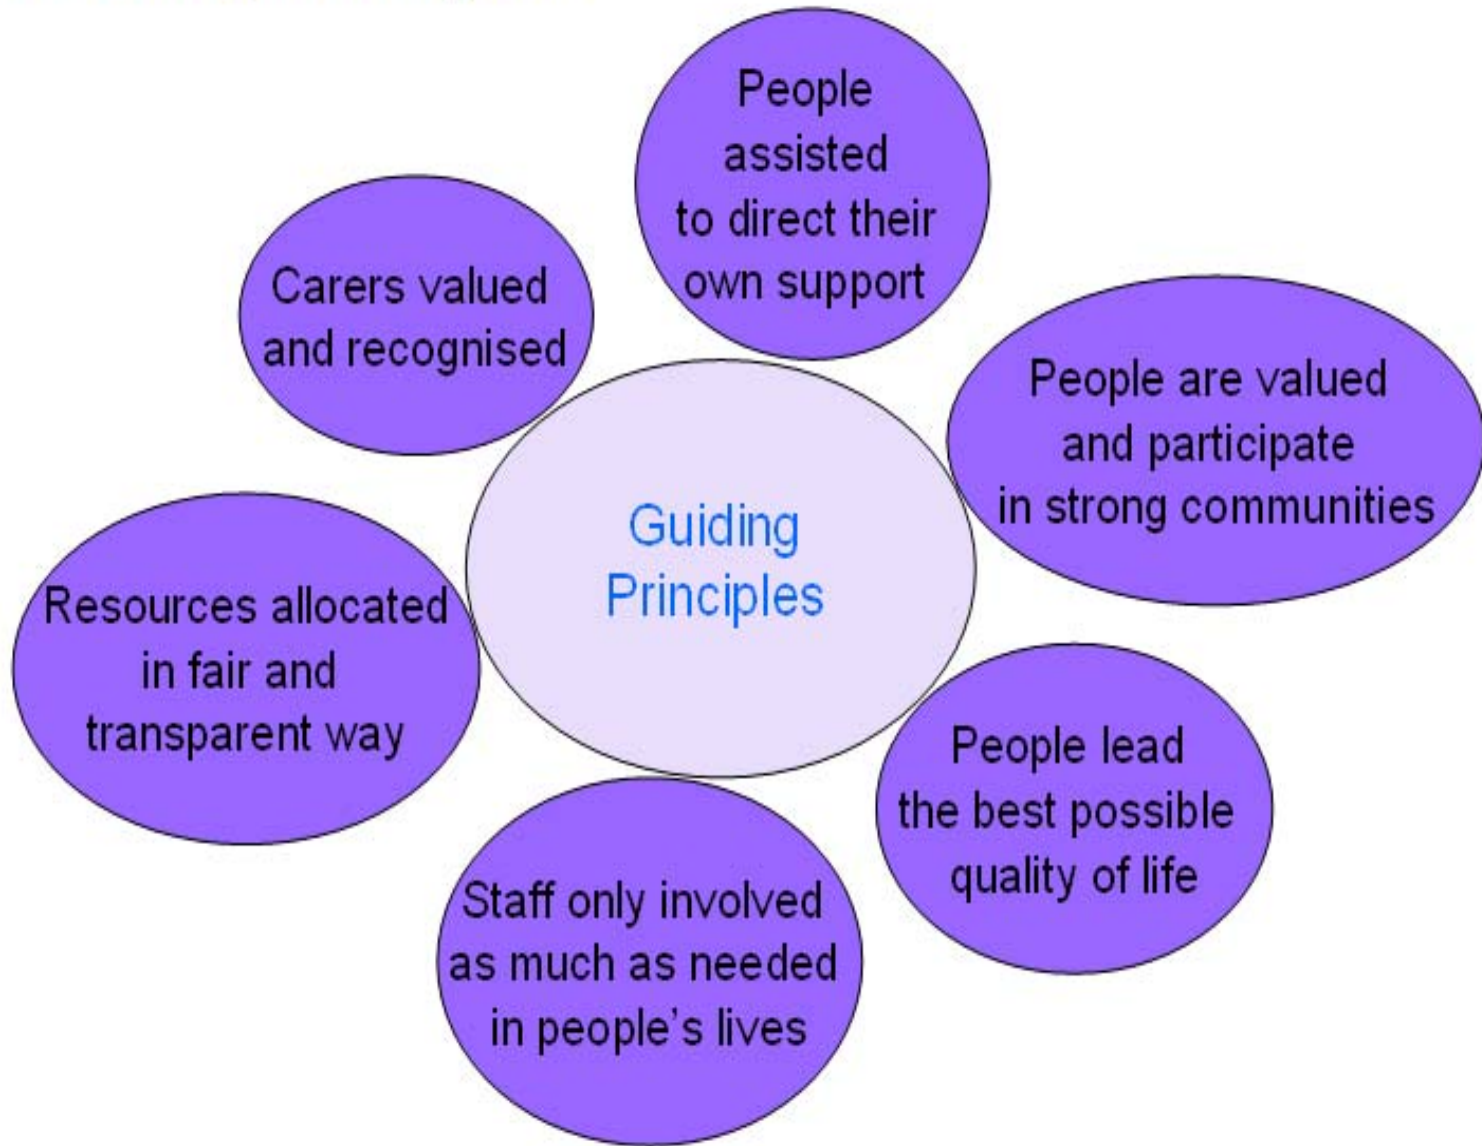 People
assisted
to direct their
own support
Carers valued
and recognised
People are valued
and participate
in strong communities
Guiding
Principles
Resources allocated
in fair and
transparent way
People lead
the best possible
quality of life
Staff only involved
as much as needed
in people's lives